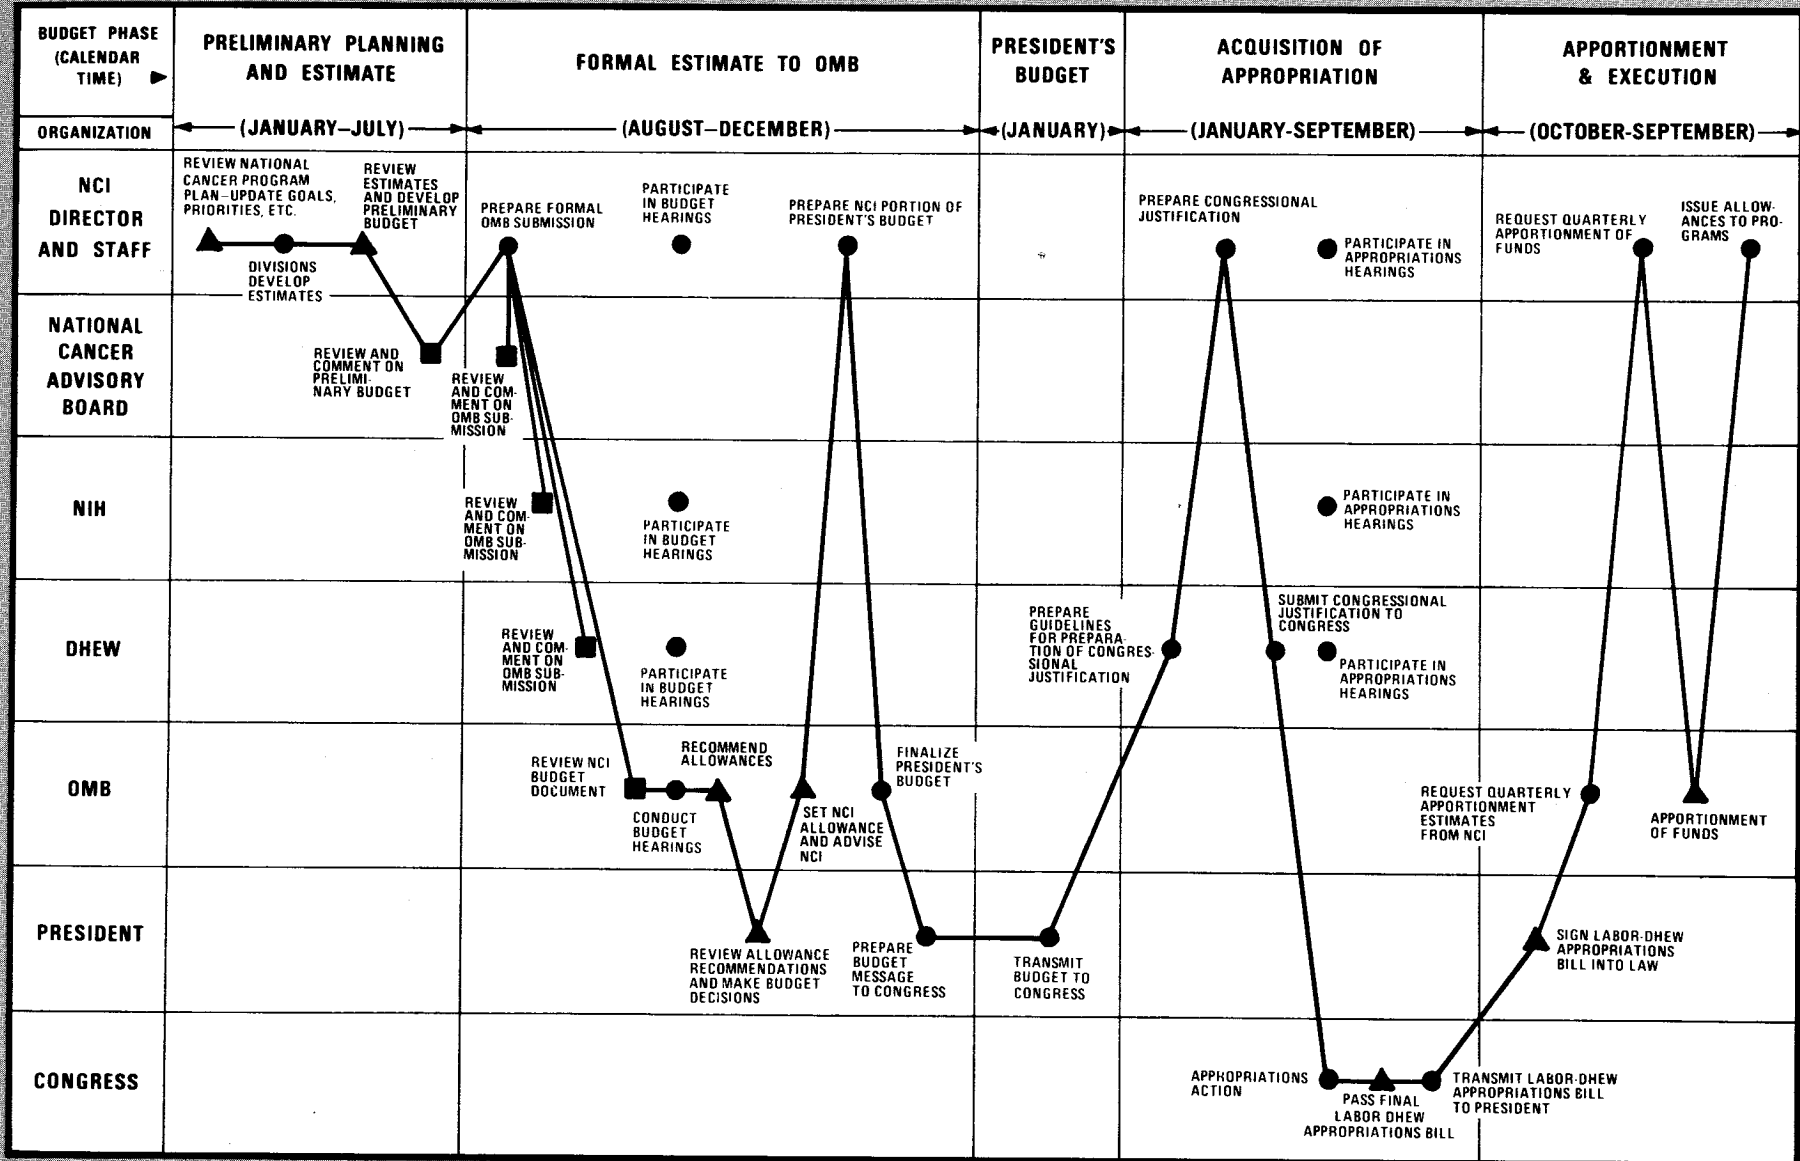 BUDGET PHASE
(CALENDAR
TIME)
PRELIMINARY PLANNING
AND ESTIMATE
FORMAL ESTIMATE TO OMB
PRESIDENT'S
BUDGET
ACQUISITION OF
APPROPRIATION
APPORTIONMENT
& EXECUTION
ORGANIZATION
(JANUARY–JULY)
(AUGUST–DECEMBER)
(JANUARY)
(JANUARY-SEPTEMBER)
(OCTOBER-SEPTEMBER)
NCI
DIRECTOR
AND STAFF
REVIEW NATIONAL
CANCER PROGRAM
PLAN–UPDATE GOALS,
PRIORITIES, ETC.
DIVISIONS
DEVELOP
ESTIMATES
REVIEW
ESTIMATES
AND DEVELOP
PRELIMINARY
BUDGET
PREPARE FORMAL
OMB SUBMISSION
PARTICIPATE
IN BUDGET
HEARINGS
PREPARE NCI PORTION OF
PRESIDENT'S BUDGET
PREPARE CONGRESSIONAL
JUSTIFICATION
PARTICIPATE IN
APPROPRIATIONS
HEARINGS
REQUEST QUARTERLY
APPORTIONMENT OF
FUNDS
ISSUE ALLOW-
ANCES TO PRO-
GRAMS
NATIONAL
CANCER
ADVISORY
BOARD
REVIEW AND
COMMENT ON
PRELIMI-
NARY BUDGET
REVIEW
AND COM-
MENT ON
OMB SUB-
MISSION
NIH
REVIEW
AND COM-
MENT ON
OMB SUB-
MISSION
PARTICIPATE
IN BUDGET
HEARINGS
PARTICIPATE IN
APPROPRIATIONS
HEARINGS
DHEW
REVIEW
AND COM-
MENT ON
OMB SUB-
MISSION
PARTICIPATE
IN BUDGET
HEARINGS
PREPARE
GUIDELINES
FOR PREPARA-
TION OF CONGRES-
SIONAL
JUSTIFICATION
SUBMIT CONGRESSIONAL
JUSTIFICATION TO
CONGRESS
PARTICIPATE IN
APPROPRIATIONS
HEARINGS
OMB
REVIEW NCI
BUDGET
DOCUMENT
CONDUCT
BUDGET
HEARINGS
RECOMMEND
ALLOWANCES
SET NCI
ALLOWANCE
AND ADVISE
NCI
FINALIZE
PRESIDENT'S
BUDGET
REQUEST QUARTERLY
APPORTIONMENT
ESTIMATES
FROM NCI
APPORTIONMENT
OF FUNDS
PRESIDENT
REVIEW ALLOWANCE
RECOMMENDATIONS
AND MAKE BUDGET
DECISIONS
PREPARE
BUDGET
MESSAGE
TO CONGRESS
TRANSMIT
BUDGET TO
CONGRESS
SIGN LABOR-DHEW
APPROPRIATIONS
BILL INTO LAW
CONGRESS
APPROPRIATIONS
ACTION
PASS FINAL
LABOR DHEW
APPROPRIATIONS BILL
TRANSMIT LABOR-DHEW
APPROPRIATIONS BILL
TO PRESIDENT